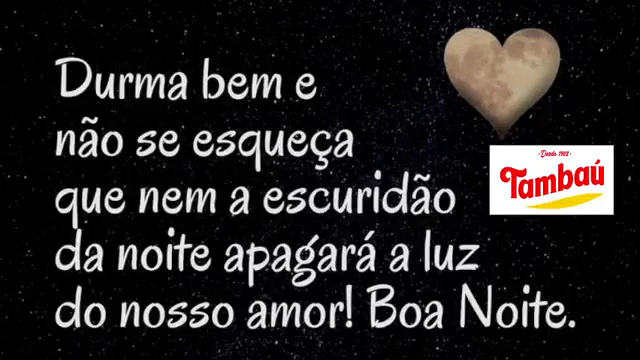 Durma bem e
não se esqueça
que nem a escuridão
da noite apagará a luz
do nosso amor! Boa Noite.
• Desde 1962 •
Tambaú